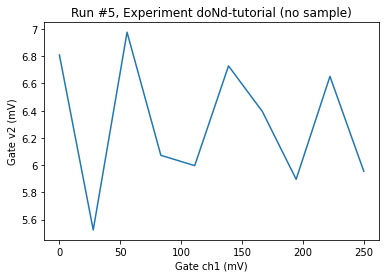 Run #5, Experiment doNd-tutorial (no sample)
7
6.8
6.6
6.4
6.2
6
5.8
5.6
Gate v2 (mV)
0 50 100 150 200 250
Gate ch1 (mV)